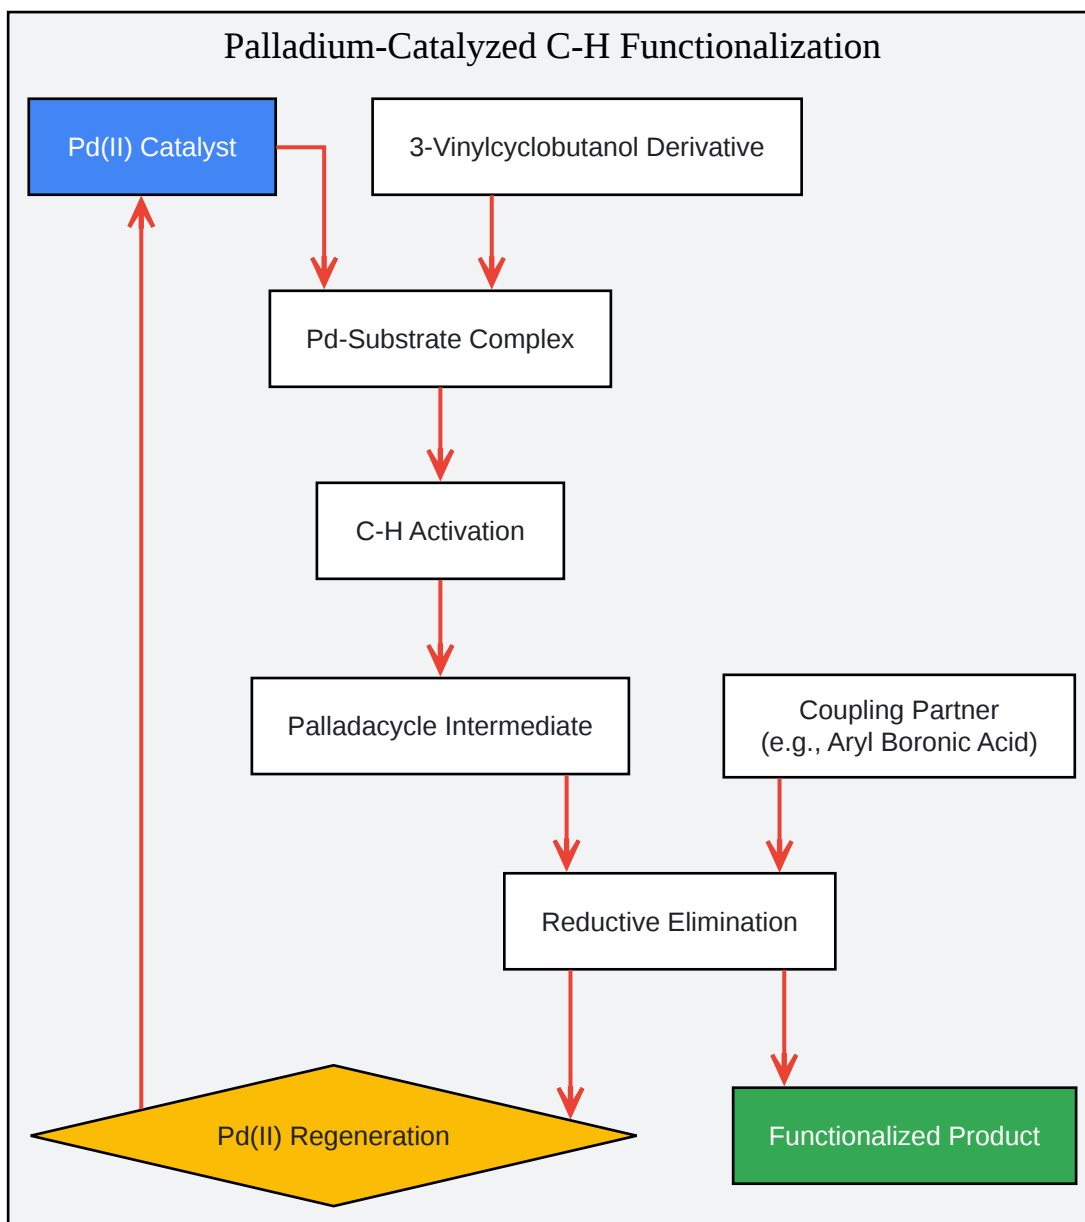 Palladium-Catalyzed C-H Functionalization
Pd(II) Catalyst
3-Vinylcyclobutanol Derivative
Pd-Substrate Complex
C-H Activation
Palladacycle Intermediate
Coupling Partner
(e.g., Aryl Boronic Acid)
Reductive Elimination
Pd(II) Regeneration
Functionalized Product